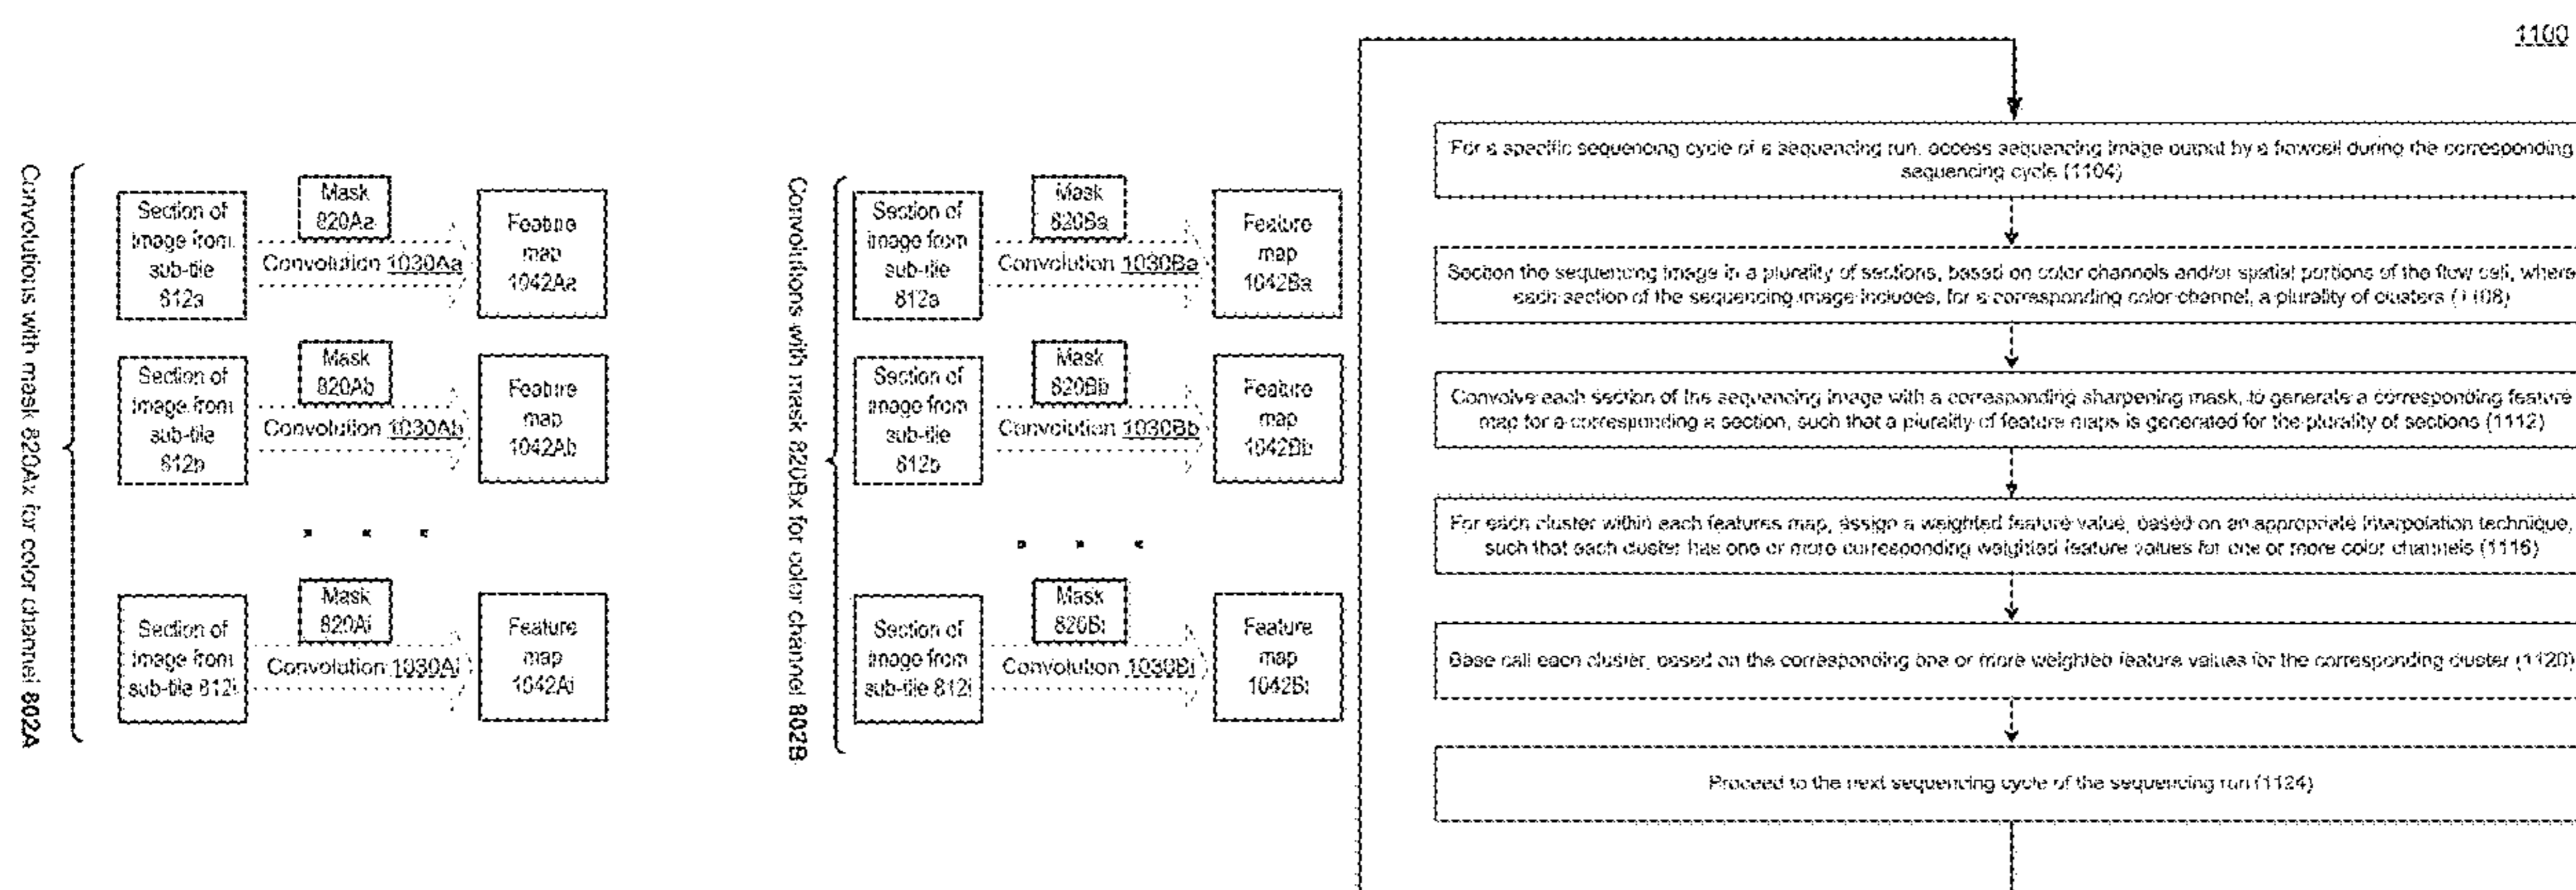 Convolutions with mask 820Ax for color channel 802A
Section of
image from
sub-tile
812a
Mask
820Aa
Convolution 1030Aa
Feature
map
1042Aa
Section of
image from
sub-tile
812b
Mask
820Ab
Convolution 1030Ab
Feature
map
1042Ab
Section of
image from
sub-tile 812i
Mask
820Ai
Convolution 1030Ai
Feature
map
1042Ai
Convolutions with mask 820Bx for color channel 802B
Section of
image from
sub-tile
812a
Mask
820Ba
Convolution 1030Ba
Feature
map
1042Ba
Section of
image from
sub-tile
812b
Mask
820Bb
Convolution 1030Bb
Feature
map
1042Bb
Section of
image from
sub-tile 812i
Mask
820Bi
Convolution 1030Bi
Feature
map
1042Bi
1100
For a specific sequencing cycle of a sequencing run, access sequencing image output by a flowcell during the corresponding
sequencing cycle (1104)
Section the sequencing image in a plurality of sections, based on color channels and/or spatial portions of the flow cell, where
each section of the sequencing image includes, for a corresponding color channel, a plurality of clusters (1108)
Convolve each section of the sequencing image with a corresponding sharpening mask, to generate a corresponding feature
map for a corresponding a section, such that a plurality of feature maps is generated for the plurality of sections (1112)
For each cluster within each features map, assign a weighted feature value, based on an appropriate interpolation technique,
such that each cluster has one or more corresponding weighted feature values for one or more color channels (1116)
Base call each cluster, based on the corresponding one or more weighted feature values for the corresponding cluster (1120)
Proceed to the next sequencing cycle of the sequencing run (1124)